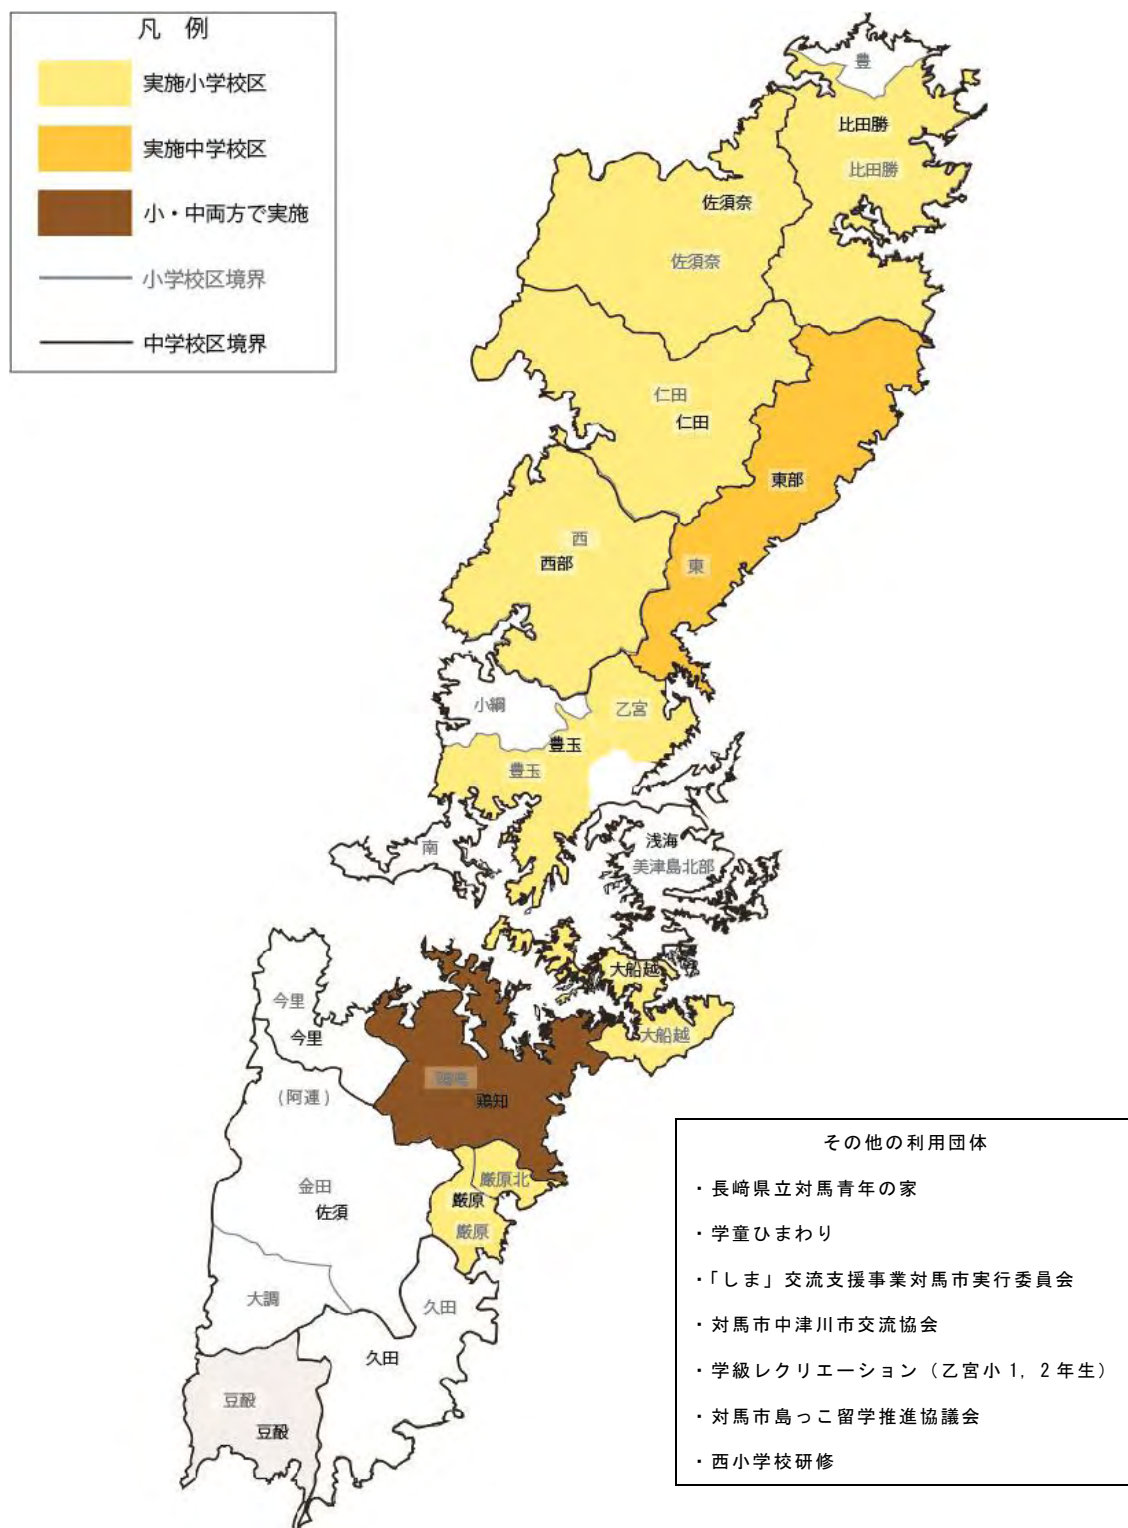 凡 例
実施小学校区
実施中学校区
小・中両方で実施
小学校区境界
中学校区境界
豊
比田勝
比田勝
佐須奈
佐須奈
仁田
仁田
東部
西
西部
東
小綱
乙宮
豊玉
豊玉
浅海
南
美津島北部
大船越
今里
大船越
今里
鶏鳴
(阿連)
鶏知
厳原北
金田
厳原
佐須
厳原
大調
久田
久田
豆酘
豆酘
その他の利用団体
・長崎県立対馬青年の家
・学童ひまわり
・「しま」交流支援事業対馬市実行委員会
・対馬市中津川市交流協会
・学級レクリエーション（乙宮小1, 2年生）
・対馬市島っこ留学推進協議会
・西小学校研修